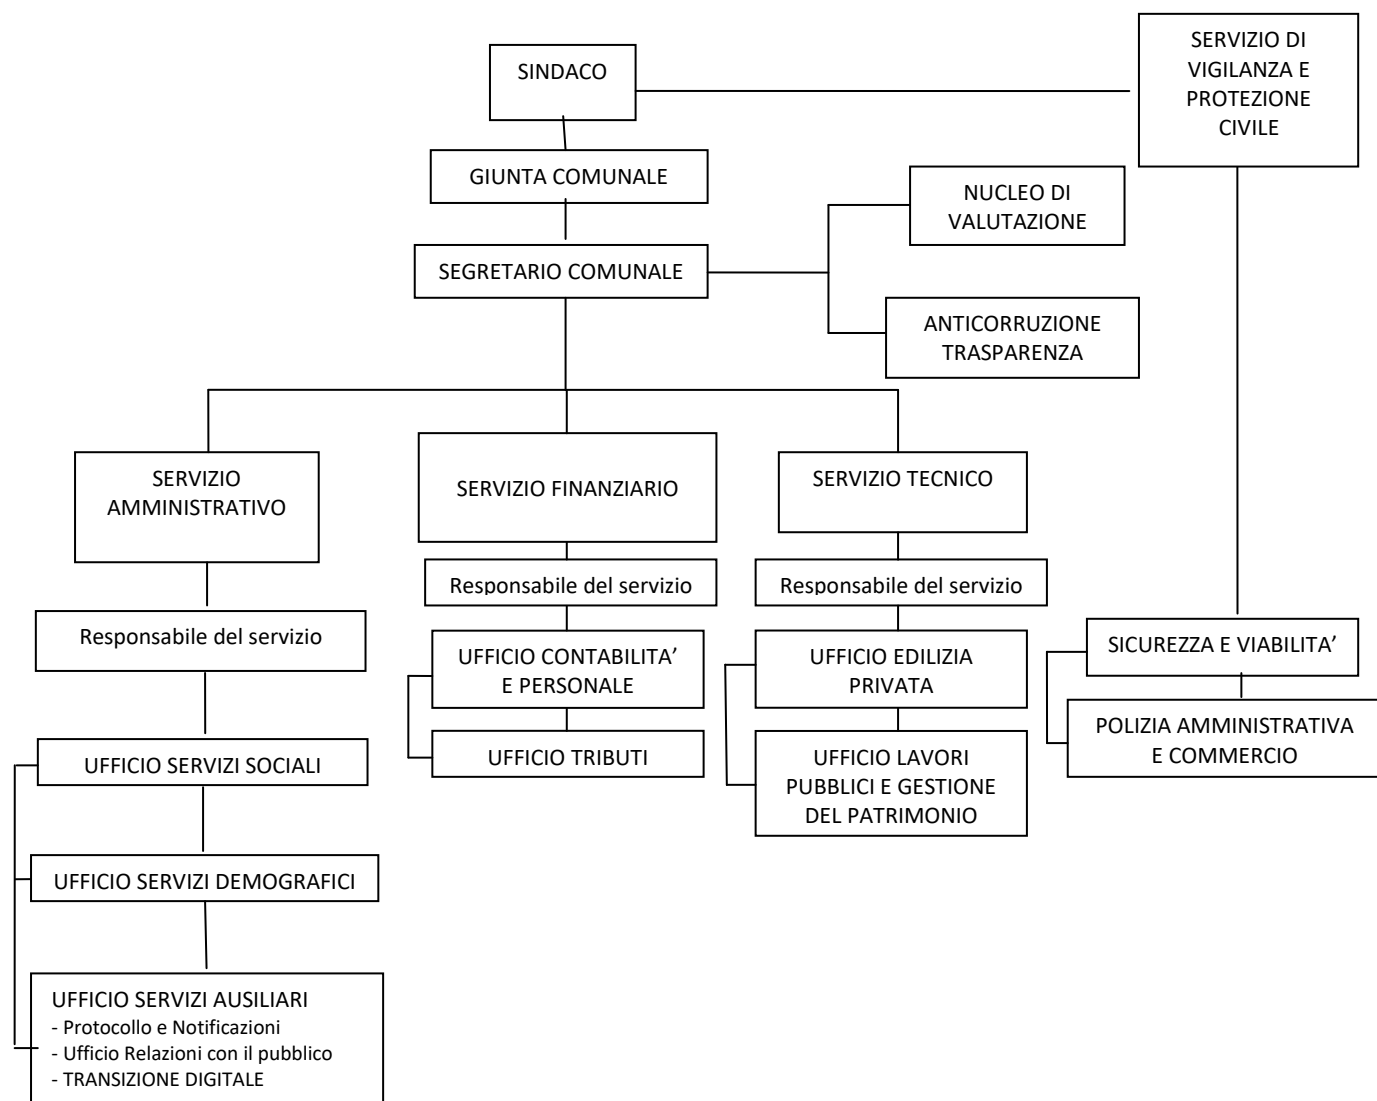 SINDACO
SERVIZIO DI
VIGILANZA E
PROTEZIONE
CIVILE
GIUNTA COMUNALE
NUCLEO DI
VALUTAZIONE
SEGRETARIO COMUNALE
ANTICORRUZIONE
TRASPARENZA
SERVIZIO
AMMINISTRATIVO
SERVIZIO FINANZIARIO
SERVIZIO TECNICO
Responsabile del servizio
Responsabile del servizio
Responsabile del servizio
UFFICIO CONTABILITA’
E PERSONALE
UFFICIO EDILIZIA
PRIVATA
SICUREZZA E VIABILITA’
UFFICIO SERVIZI SOCIALI
UFFICIO TRIBUTI
UFFICIO LAVORI
PUBBLICI E GESTIONE
DEL PATRIMONIO
POLIZIA AMMINISTRATIVA
E COMMERCIO
UFFICIO SERVIZI DEMOGRAFICI
UFFICIO SERVIZI AUSILIARI
- Protocollo e Notificazioni
- Ufficio Relazioni con il pubblico
- TRANSIZIONE DIGITALE